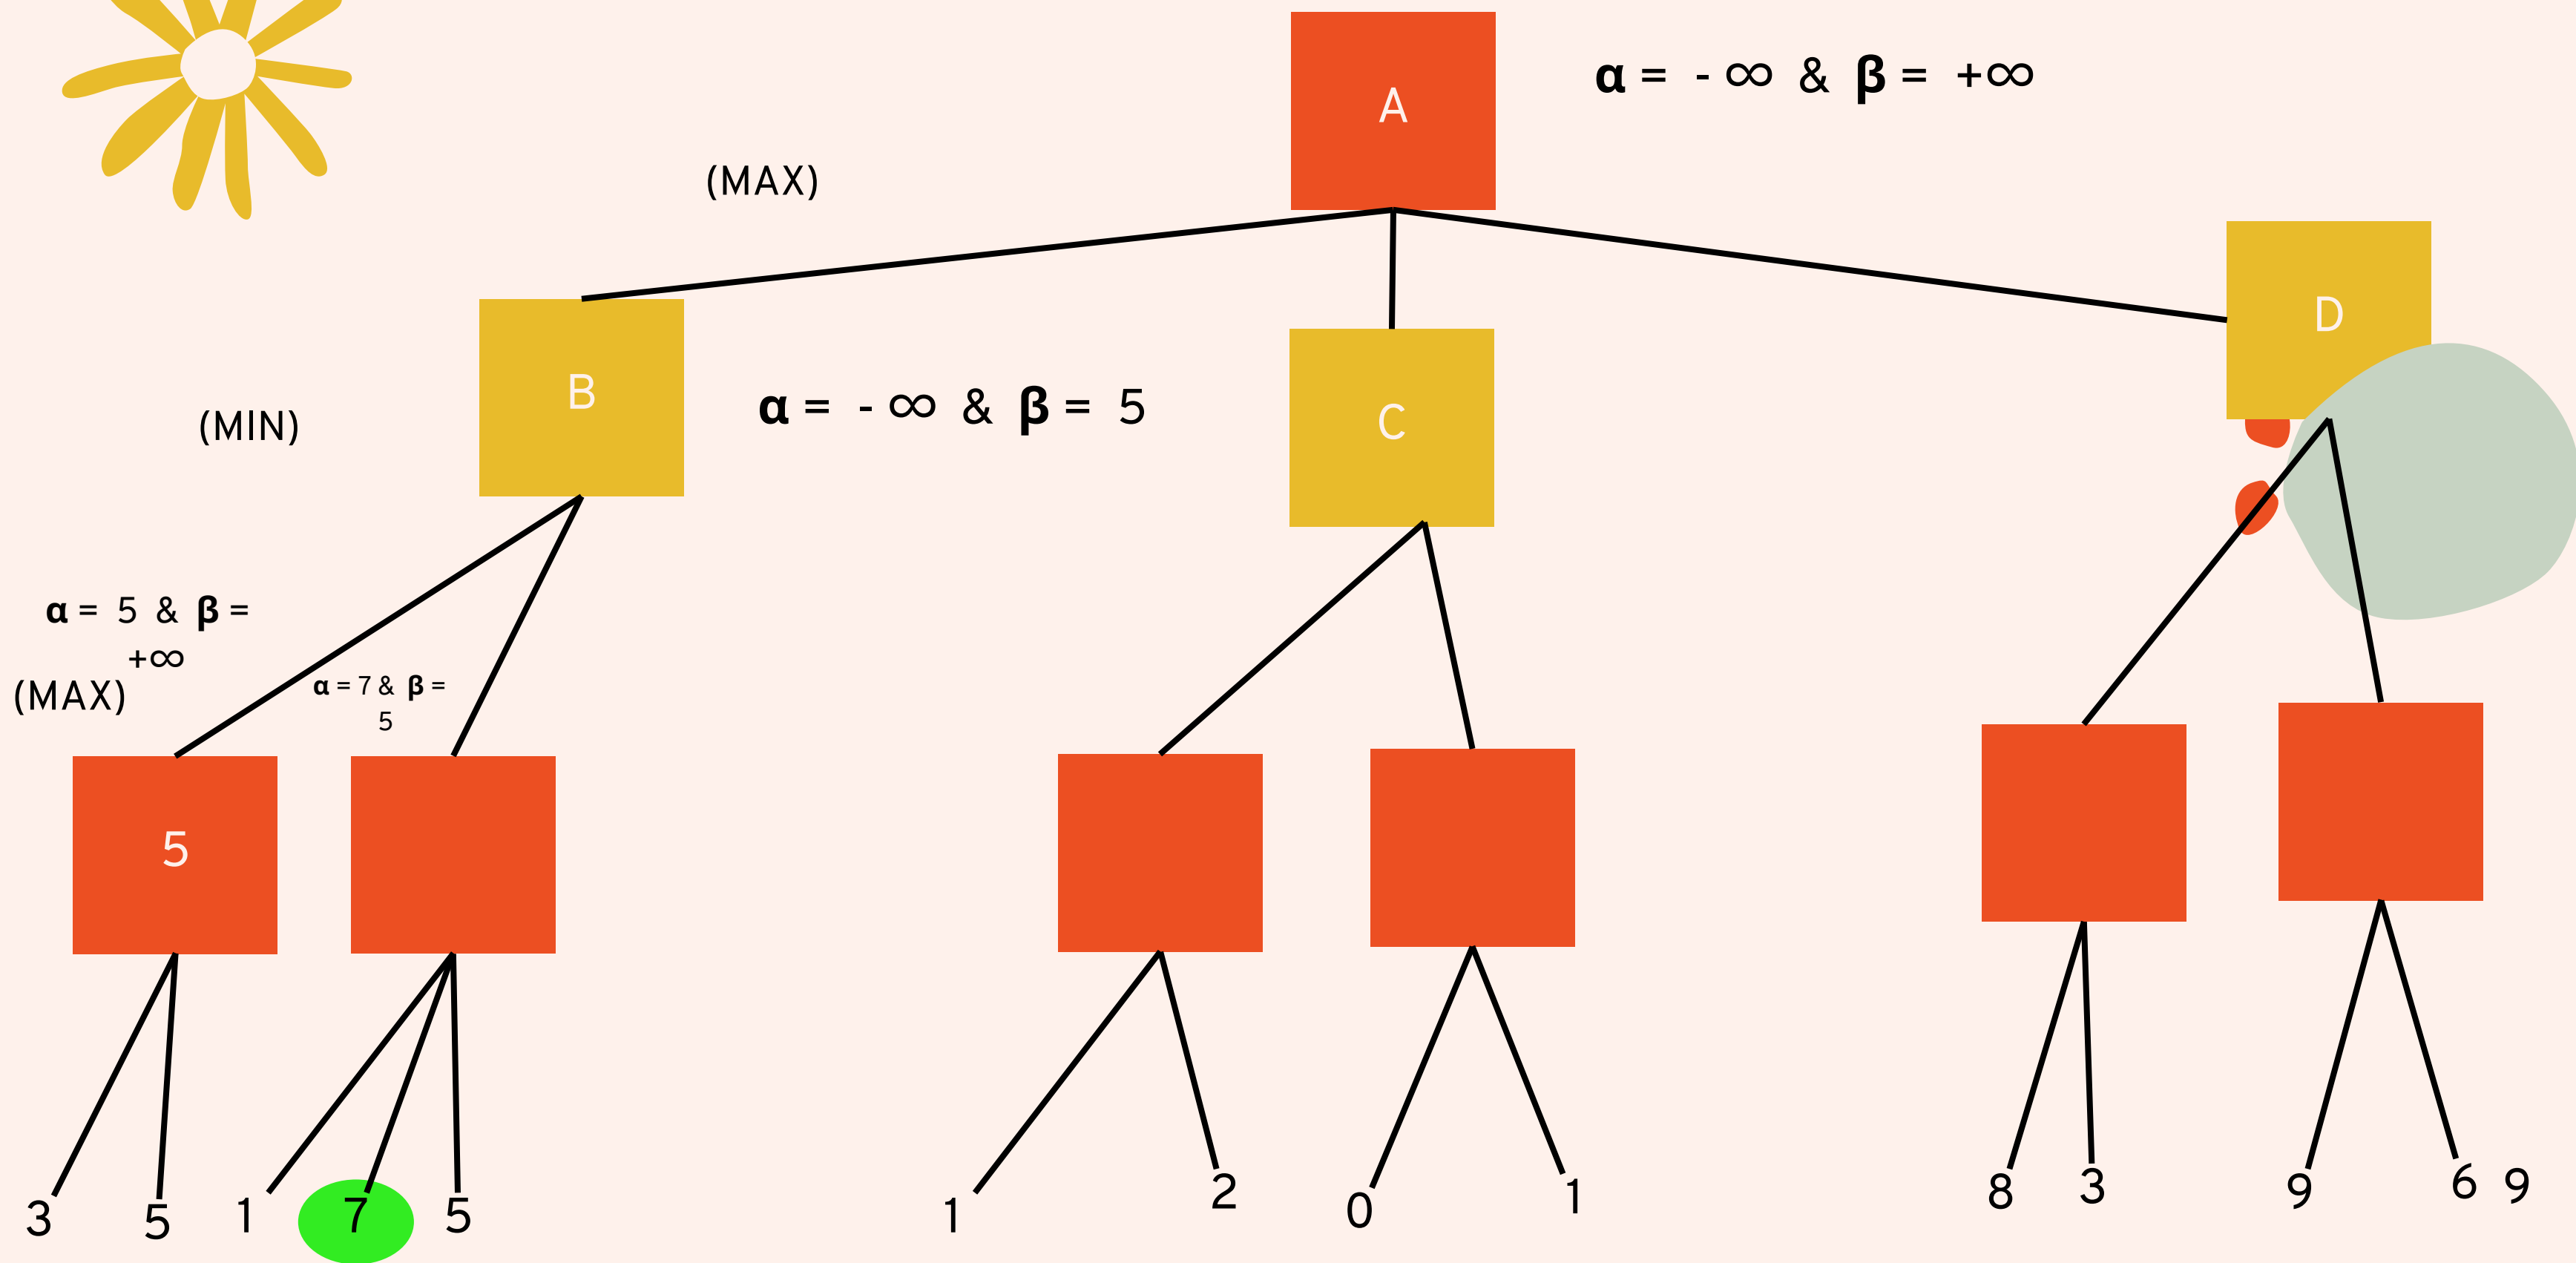 A
α = - ∞ & β = +∞
(MAX)
D
B
α = - ∞ & β = 5
C
(MIN)
α = 5 & β =
+∞
(MAX)
α = 7 & β =
5
5
3 5 1 7 5 1 2 0 1 8 3 9 6 9